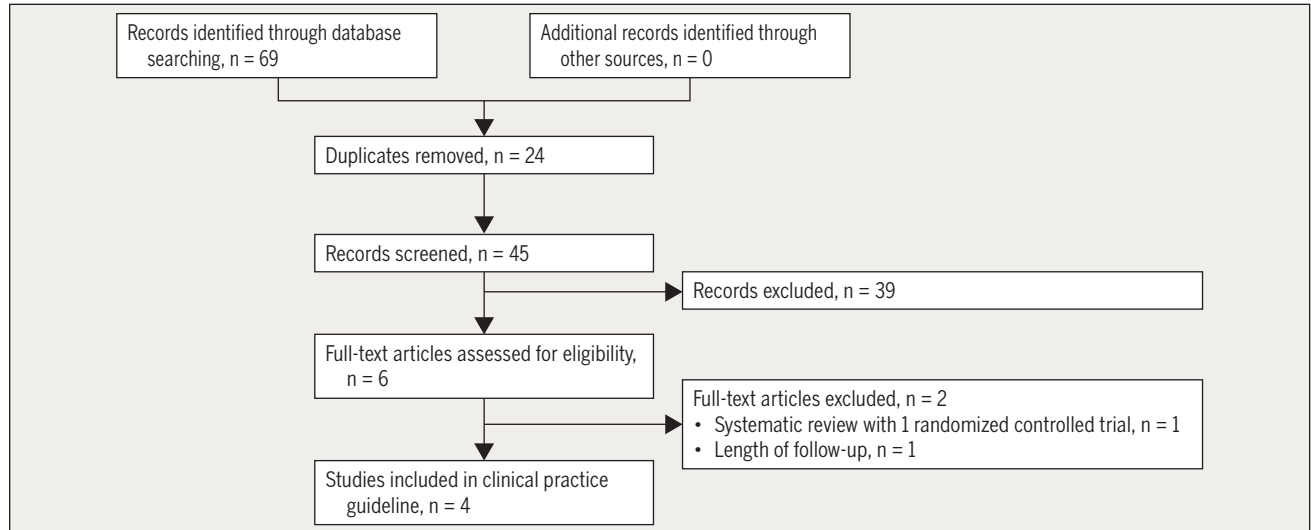 Records identified through database
searching, n = 69
Additional records identified through
other sources, n = 0
Duplicates removed, n = 24
Records screened, n = 45
Records excluded, n = 39
Full-text articles assessed for eligibility,
n = 6
Full-text articles excluded, n = 2
• Systematic review with 1 randomized controlled trial, n = 1
• Length of follow-up, n = 1
Studies included in clinical practice
guideline, n = 4